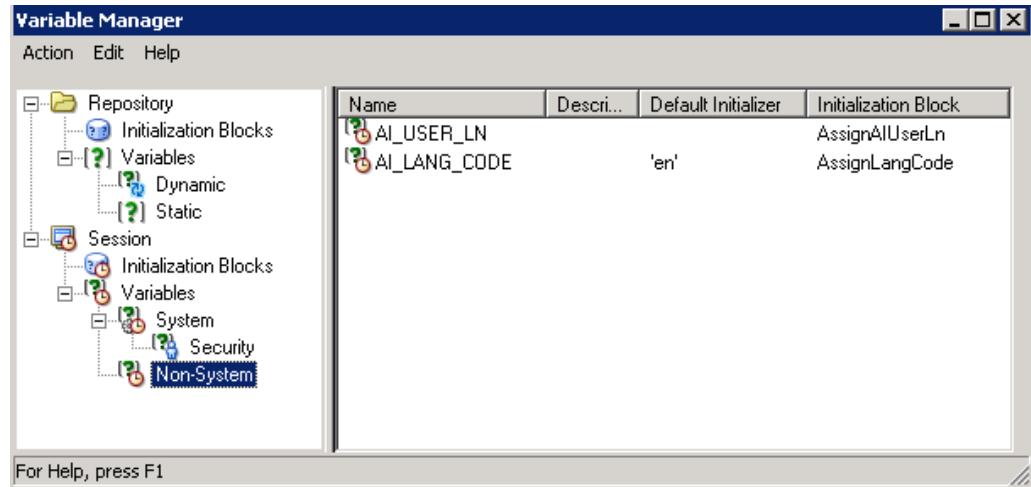 Variable Manager
Action Edit Help
Repository
Initialization Blocks
Variables
Dynamic
Static
Session
Initialization Blocks
Variables
System
Security
Non-System
Name Descri... Default Initializer Initialization Block
AI_USER_LN AssignAIUserLn
AI_LANG_CODE 'en' AssignLangCode
For Help, press F1